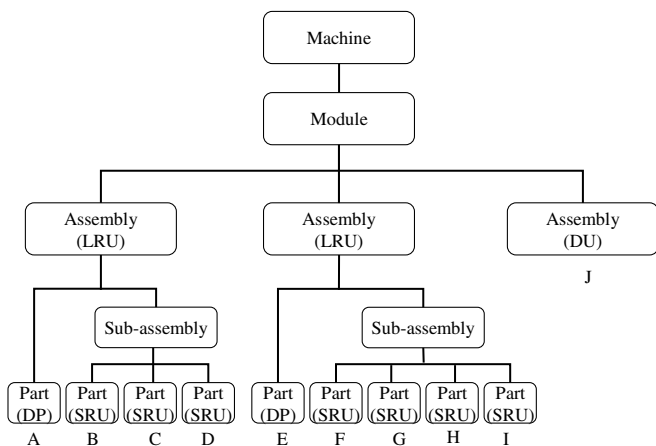 Machine
Module
Assembly
(LRU)
Assembly
(LRU)
Assembly
(DU)
J
Sub-assembly
Sub-assembly
Part
(DP)
Part
(SRU)
Part
(SRU)
Part
(SRU)
Part
(DP)
Part
(SRU)
Part
(SRU)
Part
(SRU)
Part
(SRU)
A
B
C
D
E
F
G
H
I